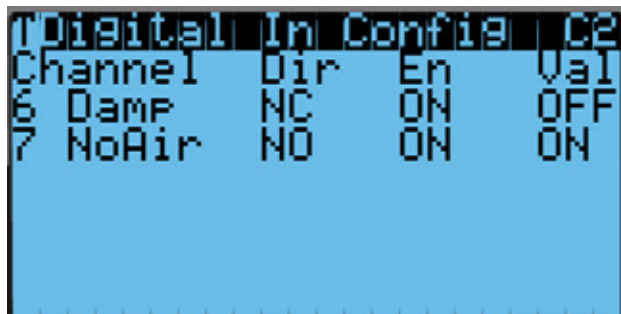 TDigital In Config C2
Channel Dir En Val
6 Damp NC ON OFF
7 NoAir NO ON ON